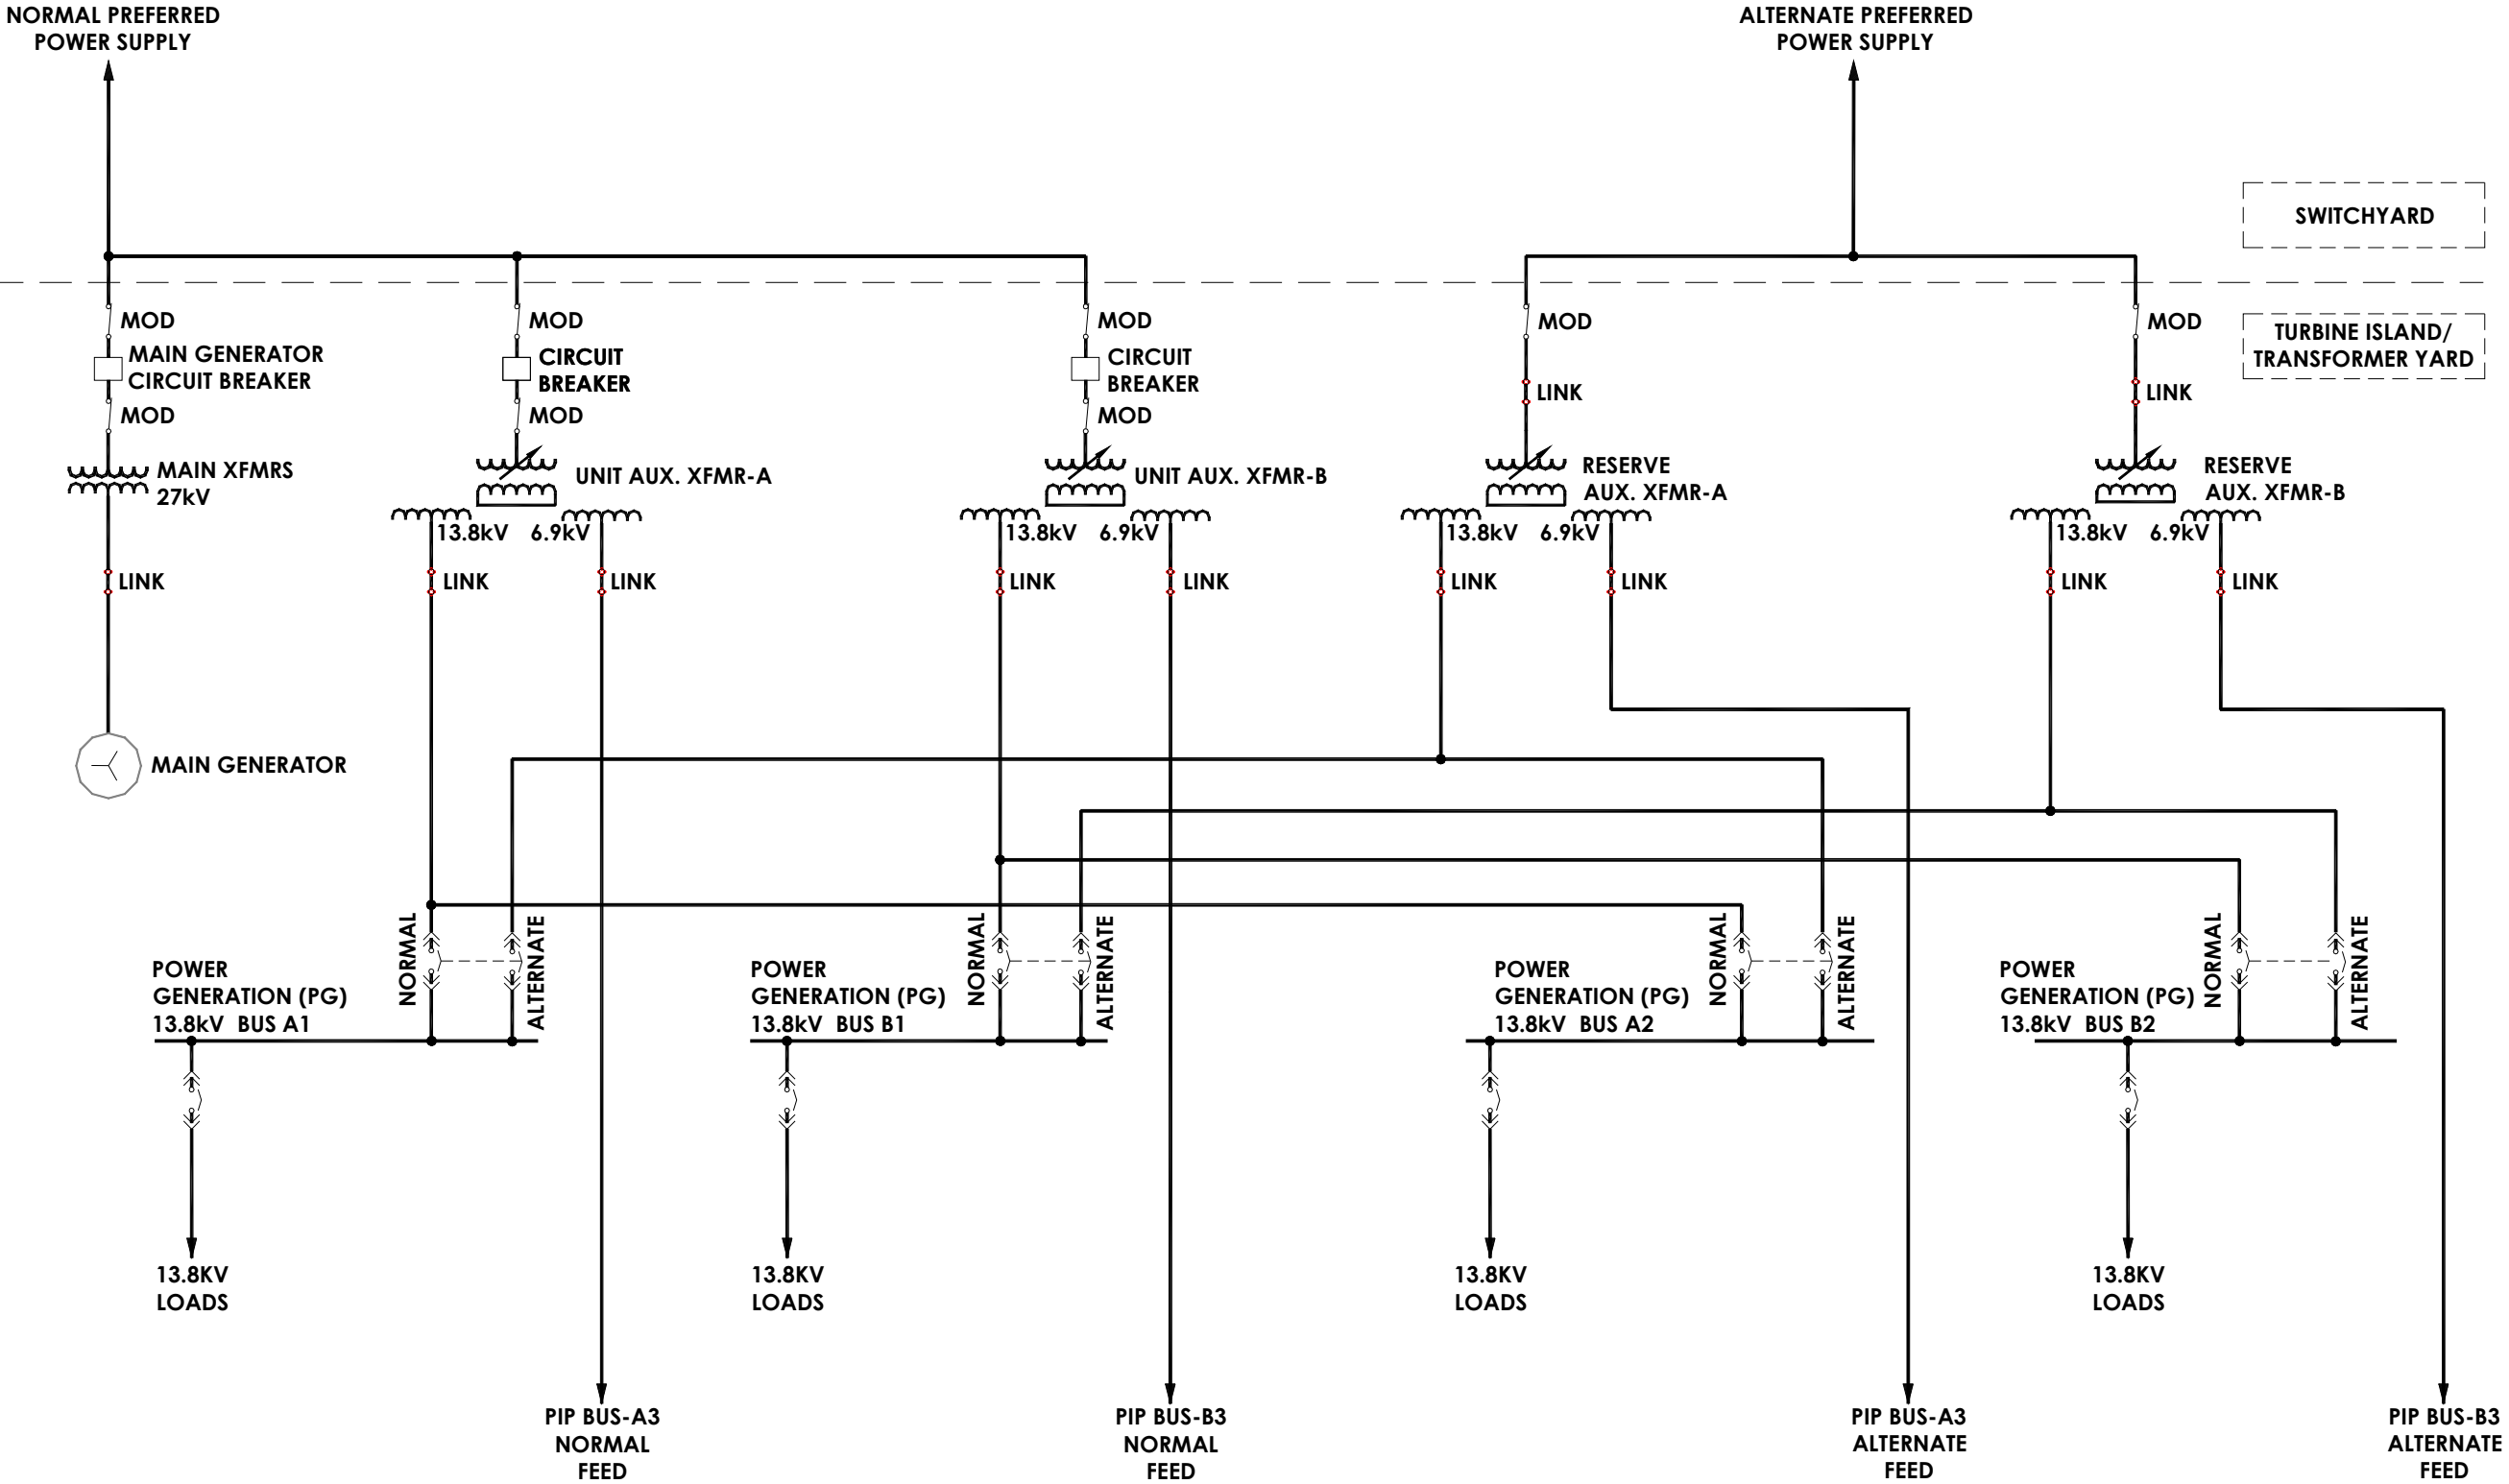 NORMAL PREFERRED
POWER SUPPLY
ALTERNATE PREFERRED
POWER SUPPLY
SWITCHYARD
TURBINE ISLAND/
TRANSFORMER YARD
MOD
MAIN GENERATOR
CIRCUIT BREAKER
MOD
MAIN XFMRS
27kV
LINK
MAIN GENERATOR
MOD
CIRCUIT
BREAKER
MOD
UNIT AUX. XFMR-A
13.8kV
6.9kV
LINK
LINK
MOD
CIRCUIT
BREAKER
MOD
UNIT AUX. XFMR-B
13.8kV
6.9kV
LINK
LINK
MOD
LINK
RESERVE
AUX. XFMR-A
13.8kV
6.9kV
LINK
LINK
MOD
LINK
RESERVE
AUX. XFMR-B
13.8kV
6.9kV
LINK
LINK
POWER
GENERATION (PG)
13.8kV BUS A1
NORMAL
ALTERNATE
POWER
GENERATION (PG)
13.8kV BUS B1
NORMAL
ALTERNATE
POWER
GENERATION (PG)
13.8kV BUS A2
NORMAL
ALTERNATE
POWER
GENERATION (PG)
13.8kV BUS B2
NORMAL
ALTERNATE
13.8KV
LOADS
13.8KV
LOADS
13.8KV
LOADS
13.8KV
LOADS
PIP BUS-A3
NORMAL
FEED
PIP BUS-B3
NORMAL
FEED
PIP BUS-A3
ALTERNATE
FEED
PIP BUS-B3
ALTERNATE
FEED